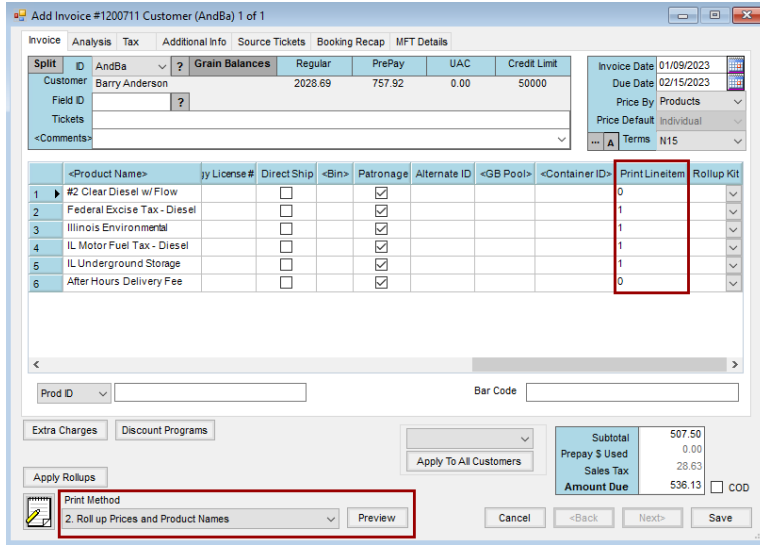 Add Invoice #1200711 Customer (AndBa) 1 of 1
Invoice Analysis Tax Additional Info Source Tickets Booking Recap MFT Details
Split ID AndBa ? Grain Balances Regular PrePay UAC Credit Limit
Customer Barry Anderson 2028.69 757.92 0.00 50000
Field ID ?
Tickets
<Comments>
Invoice Date 01/09/2023
Due Date 02/15/2023
Price By Products
Price Default Individual
... A Terms N15
<Product Name> gy License # Direct Ship <Bin> Patronage Alternate ID <GB Pool> <Container ID> Print Lineitem Rollup Kit
1 #2 Clear Diesel w/ Flow 0
2 Federal Excise Tax - Diesel 1
3 Illinois Environmental 1
4 IL Motor Fuel Tax - Diesel 1
5 IL Underground Storage 1
6 After Hours Delivery Fee 0
Prod ID Bar Code
Extra Charges Discount Programs
Apply To All Customers
Subtotal 507.50
Prepay $ Used 0.00
Sales Tax 28.63
Amount Due 536.13 COD
Apply Rollups
Print Method
2. Roll up Prices and Product Names Preview Cancel <Back Next> Save